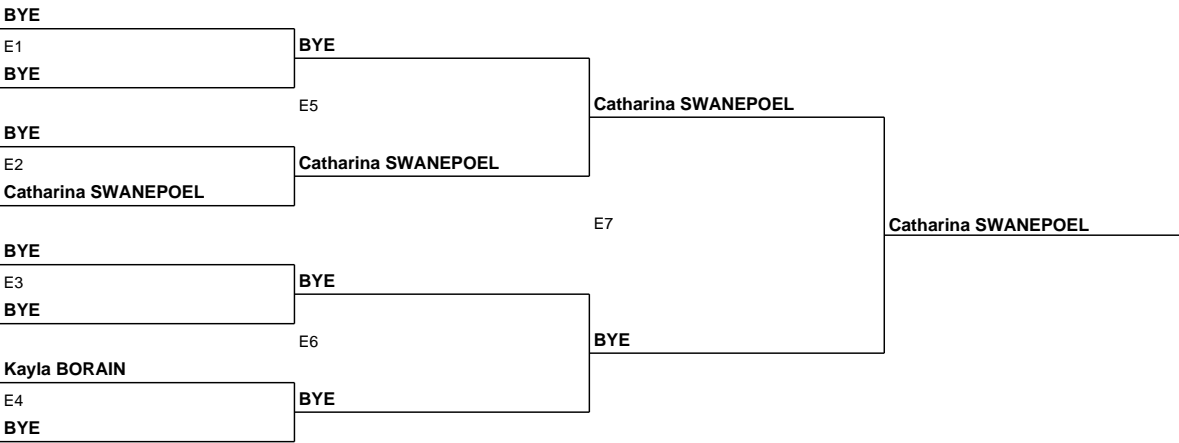 BYE
E1
BYE
BYE
E5
Catharina SWANEPOEL
BYE
E2
Catharina SWANEPOEL
Catharina SWANEPOEL
E7
Catharina SWANEPOEL
BYE
E3
BYE
BYE
E6
BYE
Kayla BORAIN
E4
BYE
BYE